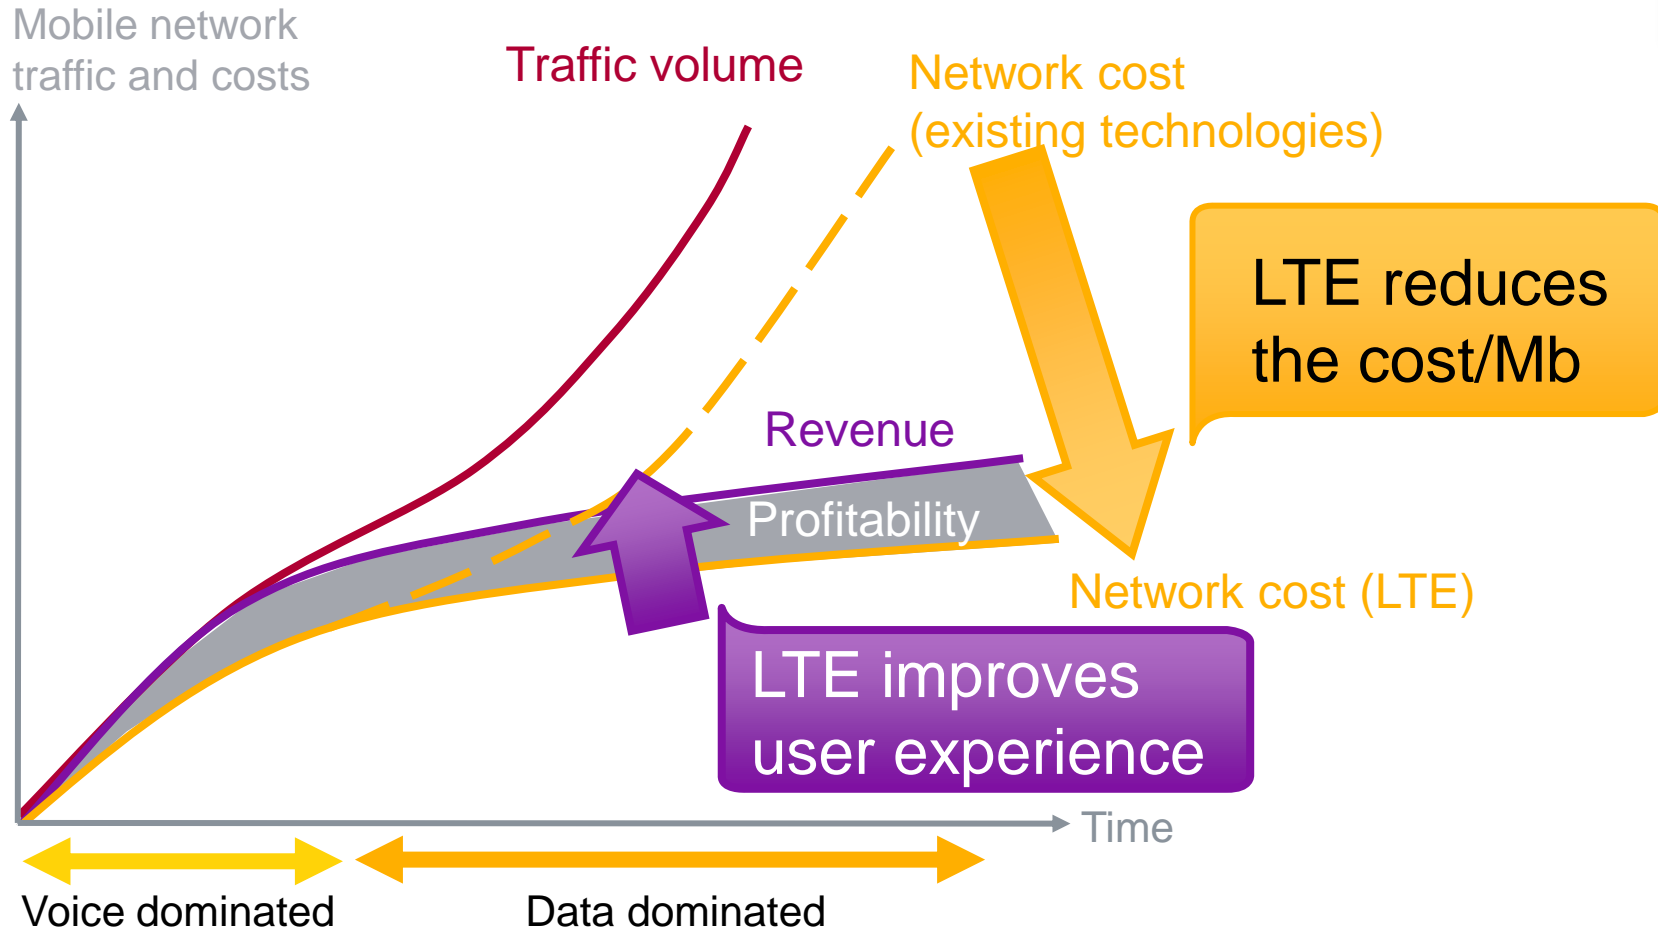 Mobile network
traffic and costs
Traffic volume
Network cost
(existing technologies)
LTE reduces
the cost/Mb
Revenue
Profitability
Network cost (LTE)
LTE improves
user experience
Time
Voice dominated
Data dominated